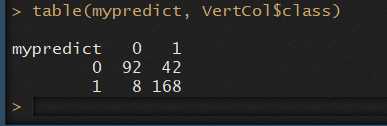 > table(mypredict, VertCol$class)
mypredict 0 1
0 92 42
1 8 168
>